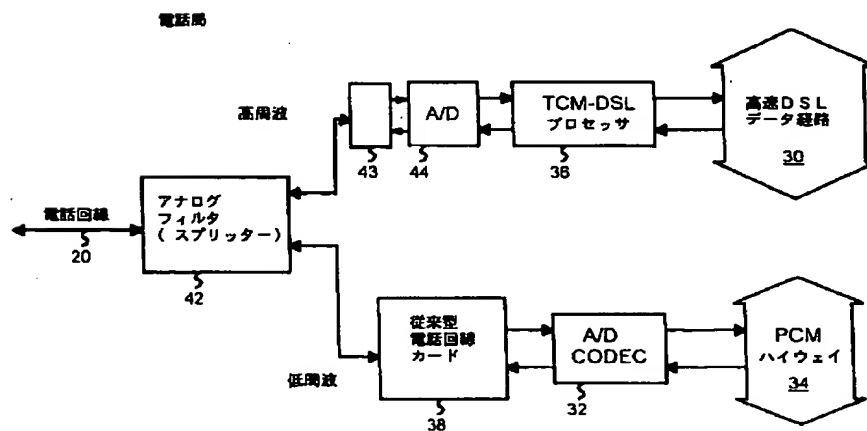 電話局
高周波
43
A/D
44
TCM-DSL
プロセッサ
36
高速DSL
データ経路
30
電話回線
20
アナログ
フィルタ
(スプリッター)
42
低周波
従来型
電話回線
カード
38
A/D
CODEC
32
PCM
ハイウェイ
34